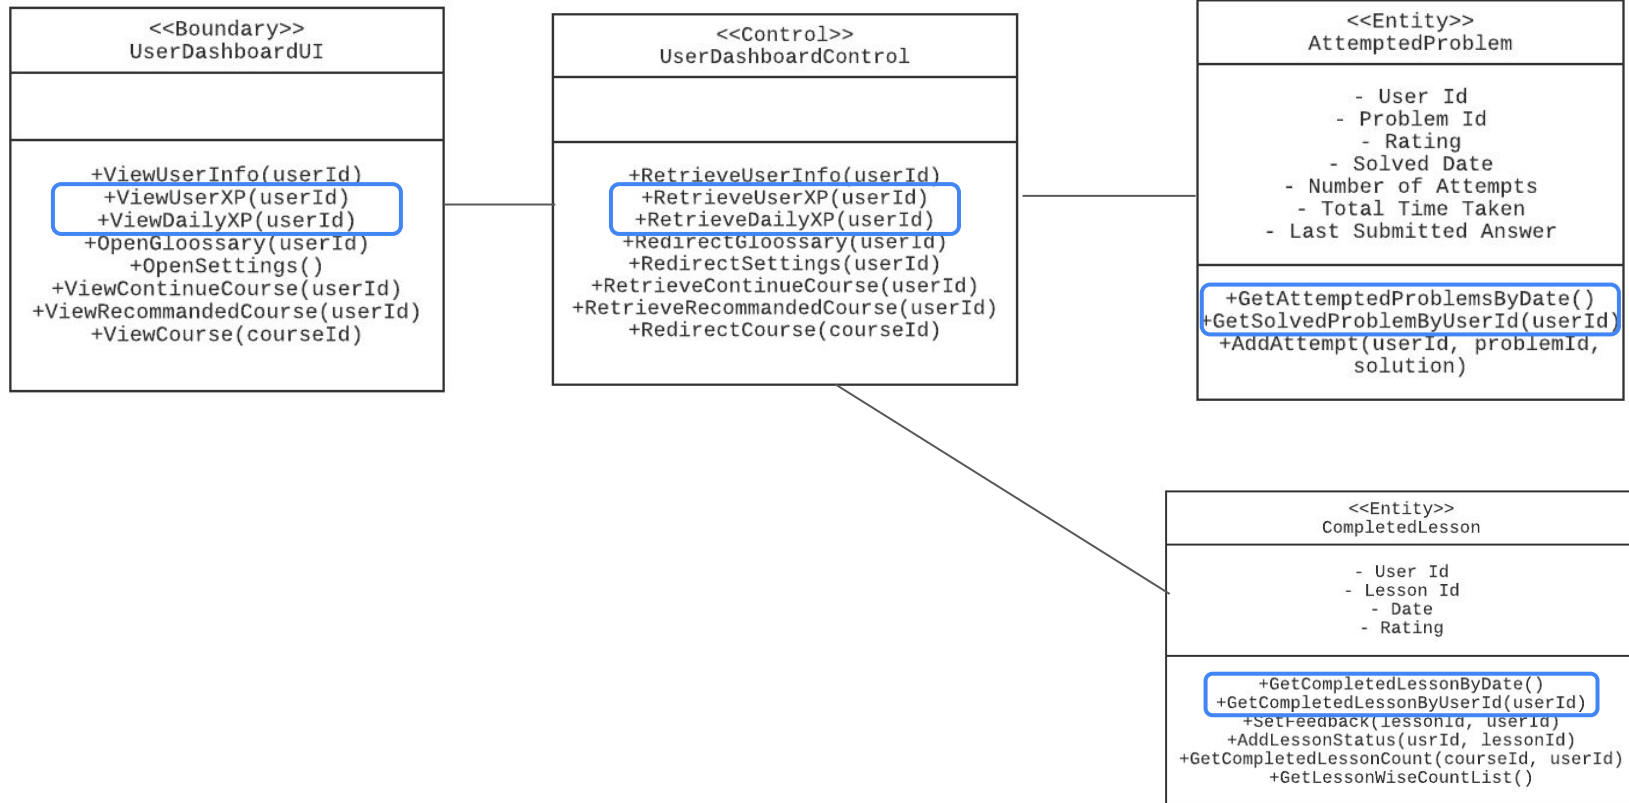 <<Boundary>>
UserDashboardUI
+ViewUserInfo(userId)
+ViewUserXP(userId)
+ViewDailyXP(userId)
+OpenGloossary(userId)
+OpenSettings()
+ViewContinueCourse(userId)
+ViewRecommandedCourse(userId)
+ViewCourse(courseId)
<<Control>>
UserDashboardControl
+RetrieveUserInfo(userId)
+RetrieveUserXP(userId)
+RetrieveDailyXP(userId)
+RedirectGloossary(userId)
+RedirectSettings(userId)
+RetrieveContinueCourse(userId)
+RetrieveRecommandedCourse(userId)
+RedirectCourse(courseId)
<<Entity>>
AttemptedProblem
- User Id
- Problem Id
- Rating
- Solved Date
- Number of Attempts
- Total Time Taken
- Last Submitted Answer
+GetAttemptedProblemsByDate()
+GetSolvedProblemByUserId(userId)
+AddAttempt(userId, problemId,
solution)
<<Entity>>
CompletedLesson
- User Id
- Lesson Id
- Date
- Rating
+GetCompletedLessonByDate()
+GetCompletedLessonByUserId(userId)
+SetFeedback(lessonId, userId)
+AddLessonStatus(usrId, lessonId)
+GetCompletedLessonCount(courseId, userId)
+GetLessonWiseCountList()